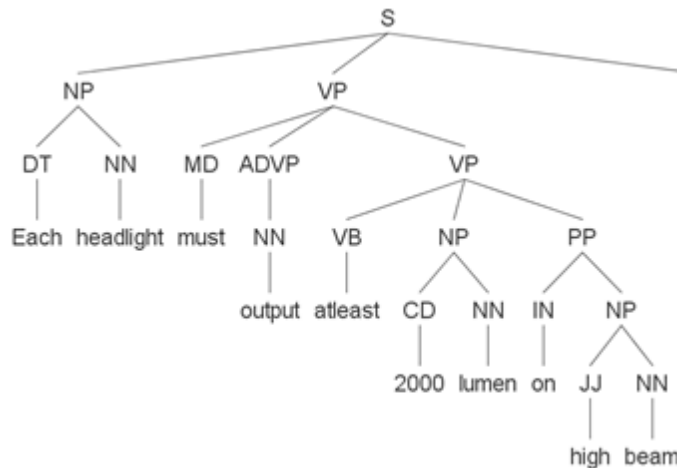 S
NP VP
DT NN MD ADVP VP
Each headlight must NN VB NP PP
output atleast CD NN IN NP
2000 lumen on JJ NN
high beam